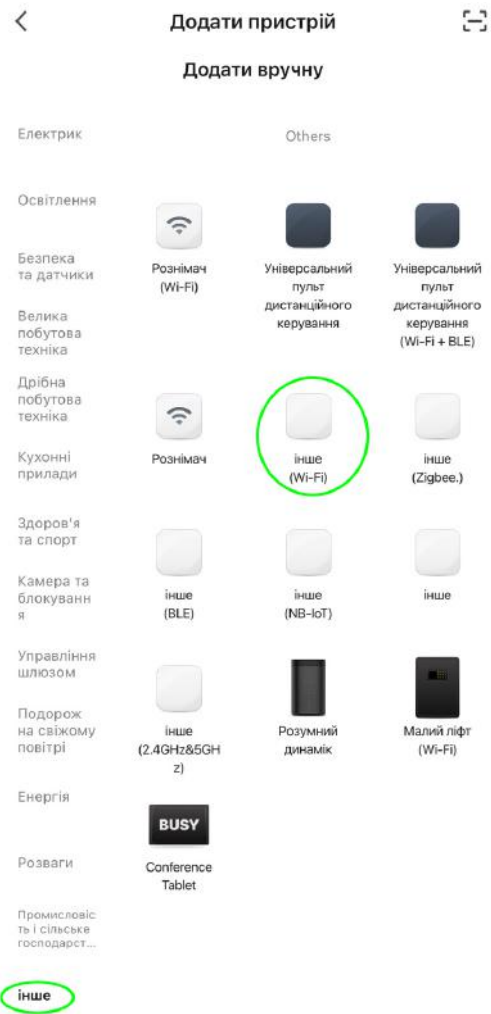 Додати пристрій
Додати вручну
Електрик
Освітлення
Безпека
та датчики
Велика
побутова
техніка
Дрібна
побутова
техніка
Кухонні
прилади
Здоров'я
та спорт
Камера та
блокуванн
я
Управління
шлюзом
Подорож
на свіжому
повітрі
Енергія
Розваги
Промисловіс
ть і сільське
господарст...
інше
Others
Рознімач
(Wi-Fi)
Універсальний
пульт
дистанційного
керування
Універсальний
пульт
дистанційного
керування
(Wi-Fi + BLE)
Рознімач
інше
(Wi-Fi)
інше
(Zigbee.)
інше
(BLE)
інше
(NB-IoT)
інше
інше
(2.4GHz&5GH
z)
Розумний
динамік
Малий ліфт
(Wi-Fi)
BUSY
Conference
Tablet